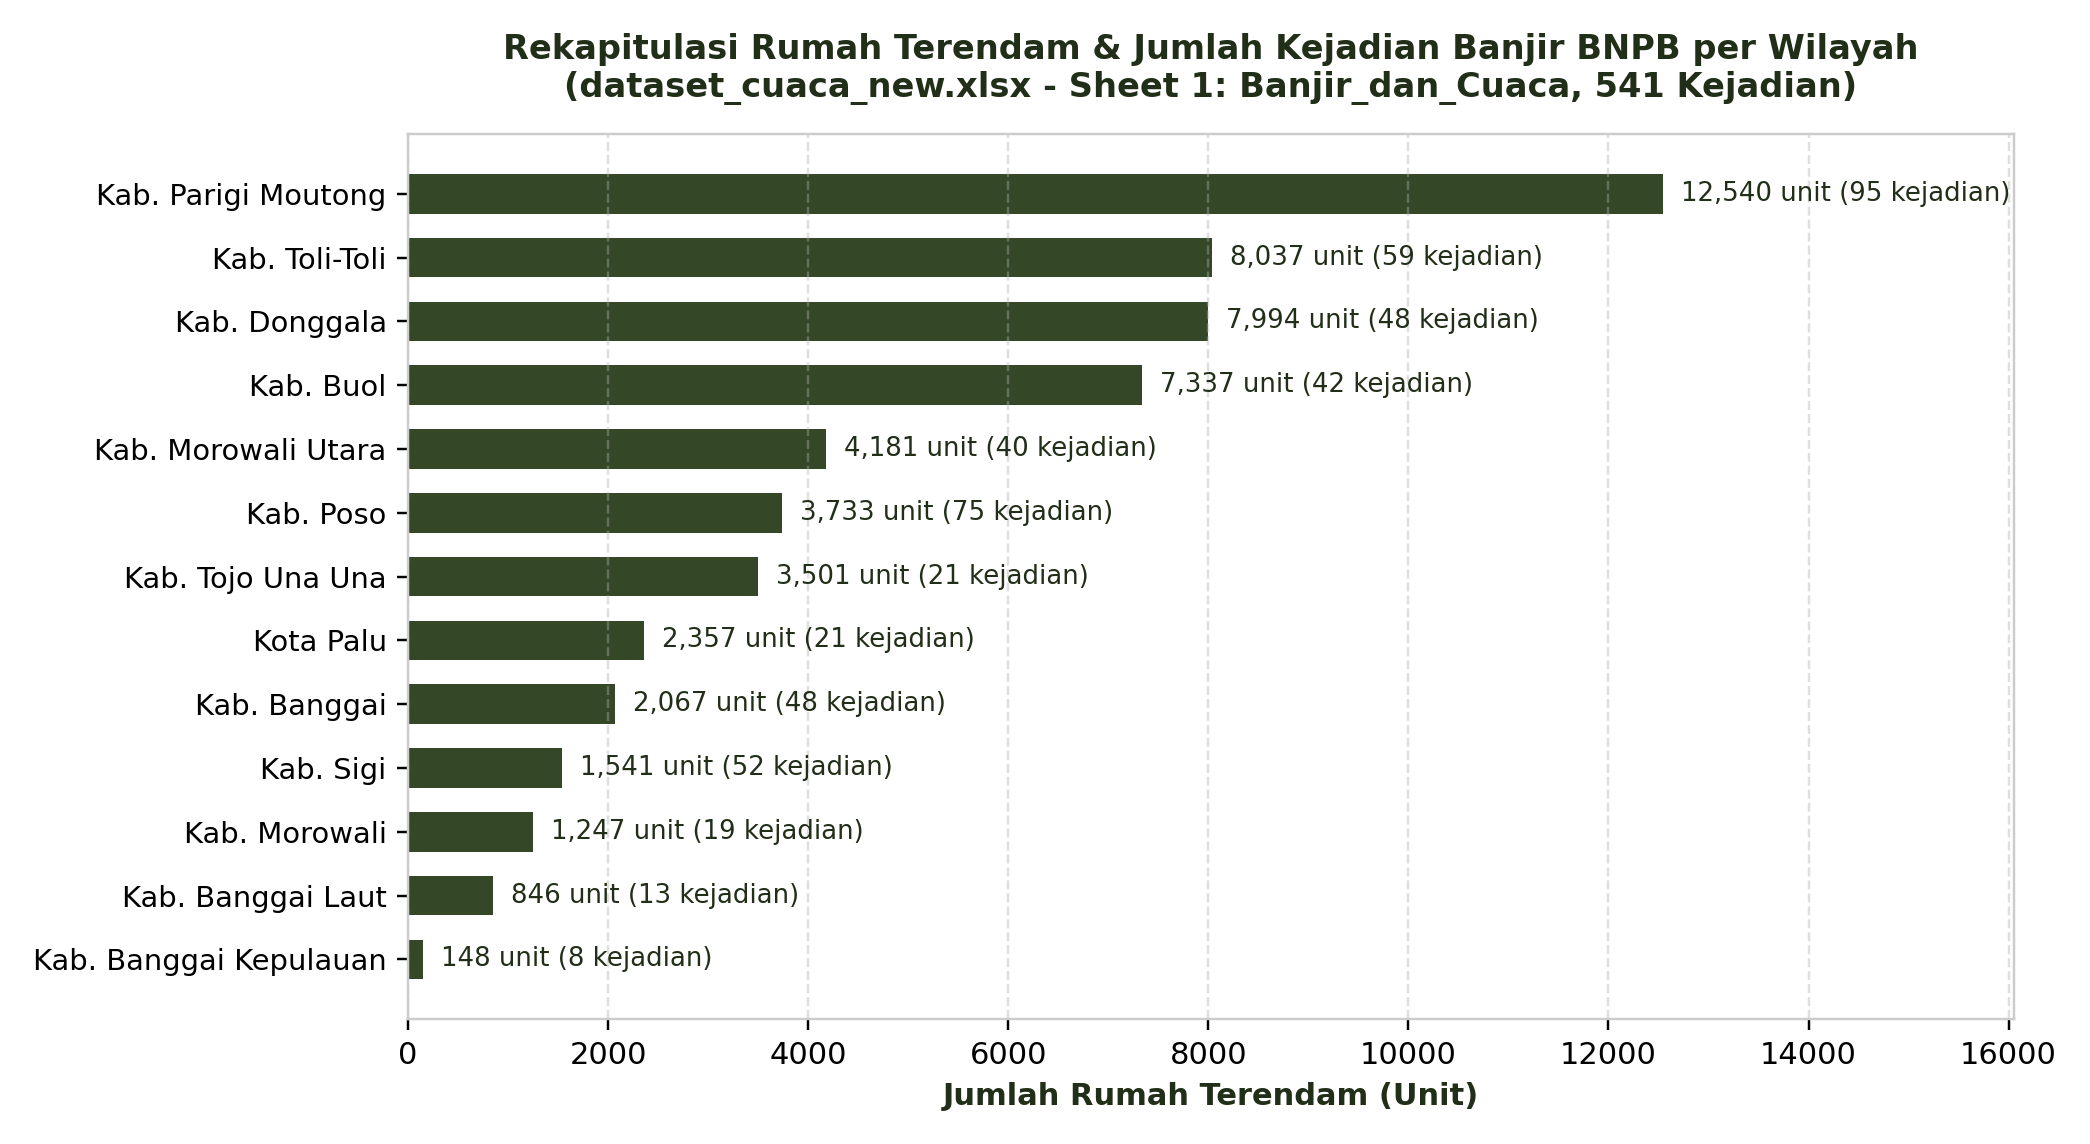 Rekapitulasi Rumah Terendam & Jumlah Kejadian Banjir BNPB per Wilayah
(dataset_cuaca_new.xlsx - Sheet 1: Banjir_dan_Cuaca, 541 Kejadian)
Kab. Parigi Moutong 12,540 unit (95 kejadian)
Kab. Toli-Toli 8,037 unit (59 kejadian)
Kab. Donggala 7,994 unit (48 kejadian)
Kab. Buol 7,337 unit (42 kejadian)
Kab. Morowali Utara 4,181 unit (40 kejadian)
Kab. Poso 3,733 unit (75 kejadian)
Kab. Tojo Una Una 3,501 unit (21 kejadian)
Kota Palu 2,357 unit (21 kejadian)
Kab. Banggai 2,067 unit (48 kejadian)
Kab. Sigi 1,541 unit (52 kejadian)
Kab. Morowali 1,247 unit (19 kejadian)
Kab. Banggai Laut 846 unit (13 kejadian)
Kab. Banggai Kepulauan 148 unit (8 kejadian)
0 2000 4000 6000 8000 10000 12000 14000 16000
Jumlah Rumah Terendam (Unit)